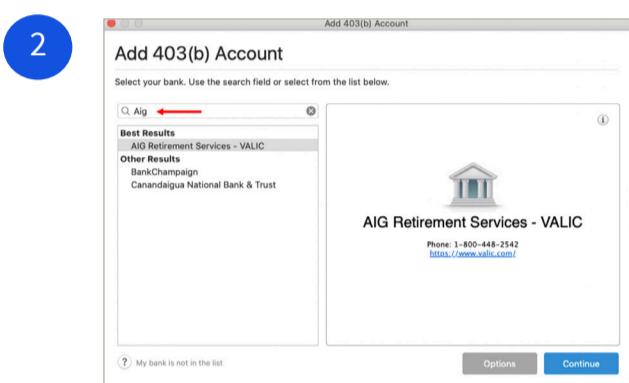 2
Add 403(b) Account
Add 403(b) Account
Select your bank. Use the search field or select from the list below.
Aig
Best Results
AIG Retirement Services - VALIC
Other Results
BankChampaign
Canandaigua National Bank & Trust
AIG Retirement Services - VALIC
Phone: 1-800-448-2542
https://www.valic.com/
? My bank is not in the list
Options
Continue